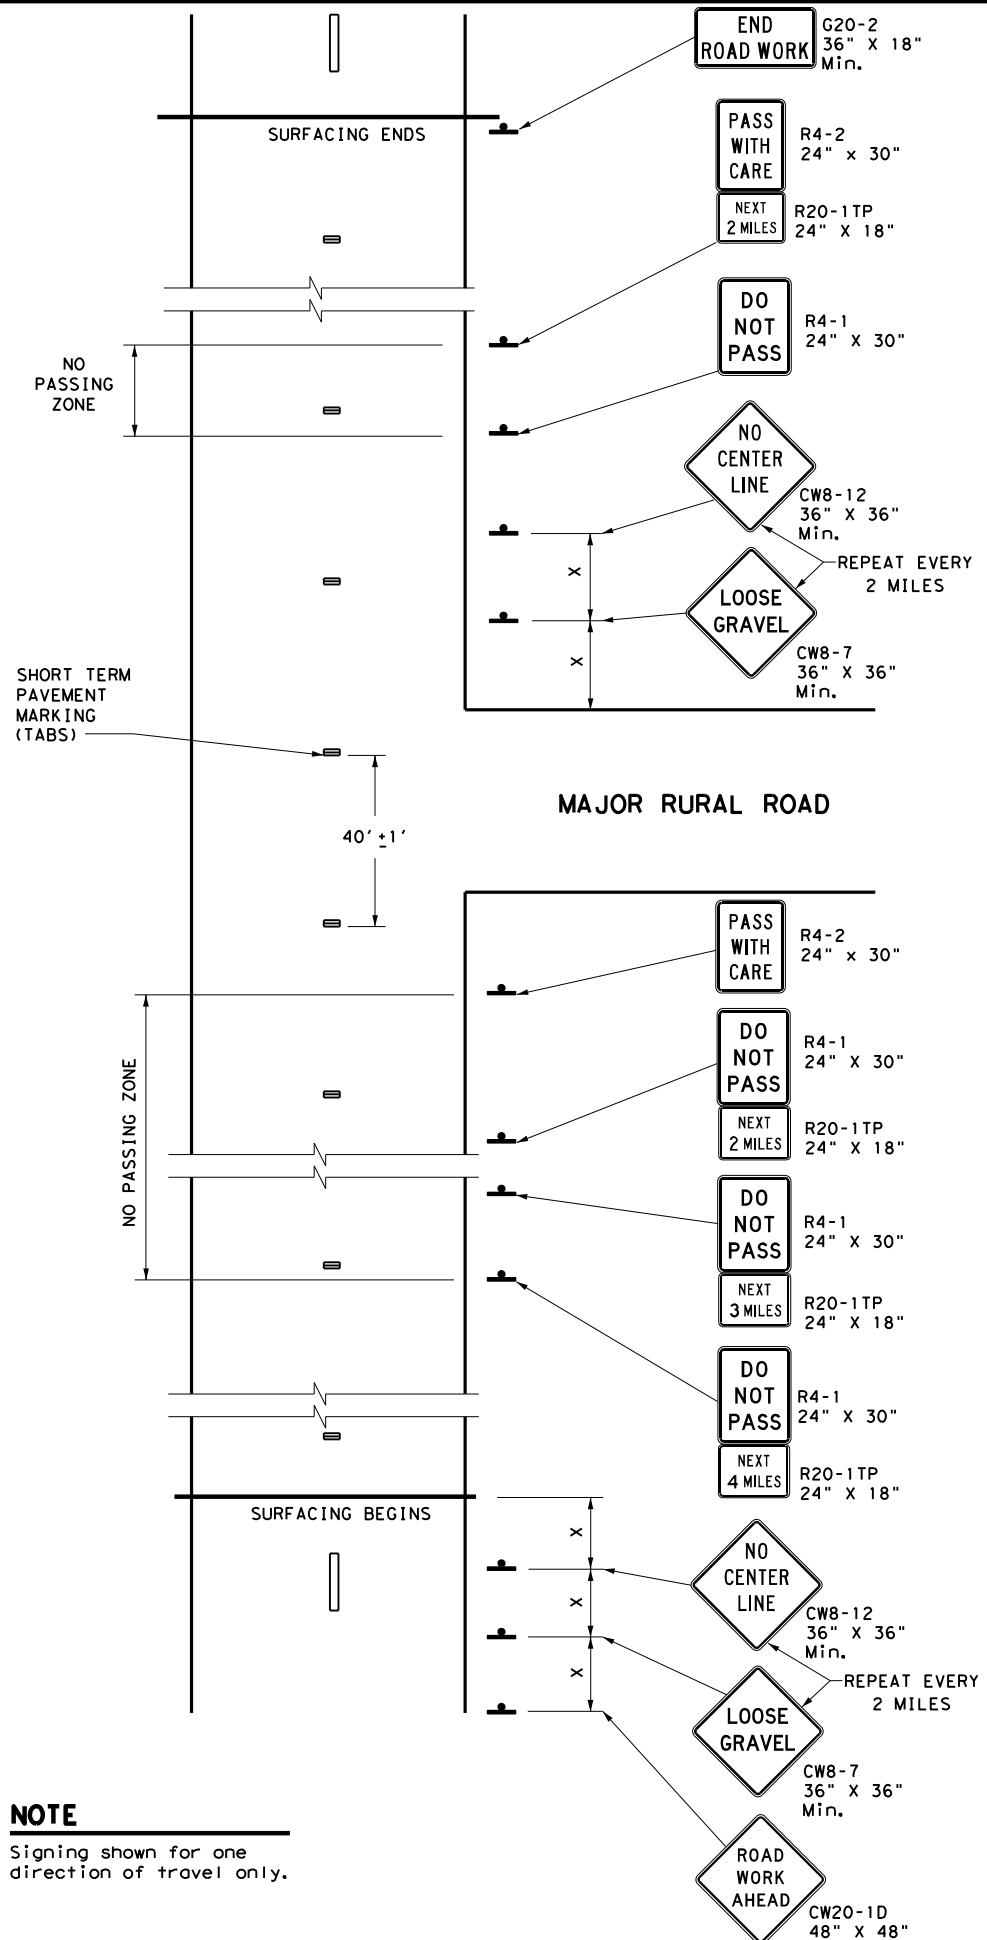 END
ROAD WORK
G20-2
36" X 18"
Min.
SURFACING ENDS
PASS
WITH
CARE
R4-2
24" x 30"
NEXT
2 MILES
R20-1TP
24" X 18"
DO
NOT
PASS
R4-1
24" X 30"
NO
PASSING
ZONE
NO
CENTER
LINE
CW8-12
36" X 36"
Min.
REPEAT EVERY
2 MILES
X
LOOSE
GRAVEL
CW8-7
36" X 36"
Min.
X
SHORT TERM
PAVEMENT
MARKING
(TABS)
MAJOR RURAL ROAD
40' ±1'
PASS
WITH
CARE
R4-2
24" x 30"
DO
NOT
PASS
R4-1
24" X 30"
NEXT
2 MILES
R20-1TP
24" X 18"
NO PASSING ZONE
DO
NOT
PASS
R4-1
24" X 30"
NEXT
3 MILES
R20-1TP
24" X 18"
DO
NOT
PASS
R4-1
24" X 30"
NEXT
4 MILES
R20-1TP
24" X 18"
SURFACING BEGINS
X
NO
CENTER
LINE
CW8-12
36" X 36"
Min.
X
REPEAT EVERY
2 MILES
X
LOOSE
GRAVEL
CW8-7
36" X 36"
Min.
NOTE
Signing shown for one
direction of travel only.
ROAD
WORK
AHEAD
CW20-1D
48" X 48"